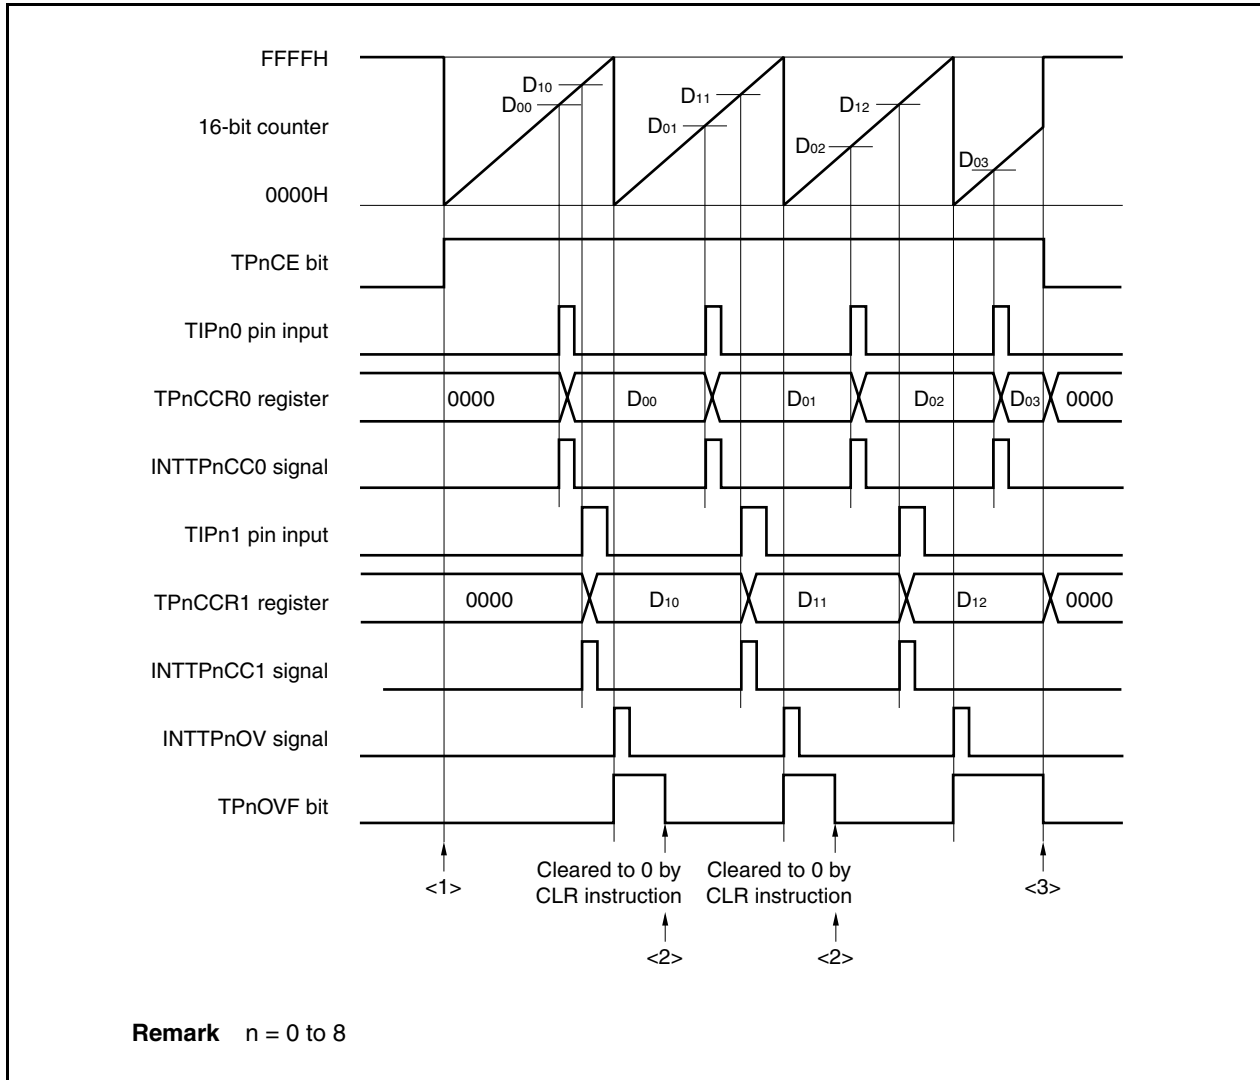 FFFFH
D10
D00
D11
D12
D01
16-bit counter
D02
D03
0000H
TPnCE bit
TIPn0 pin input
TPnCCR0 register 0000 D00 D01 D02 D03 0000
INTTPnCC0 signal
TIPn1 pin input
TPnCCR1 register 0000 D10 D11 D12 0000
INTTPnCC1 signal
INTTPnOV signal
TPnOVF bit
Cleared to 0 by
CLR instruction
Cleared to 0 by
CLR instruction
<1>
<3>
<2>
<2>
Remark n = 0 to 8